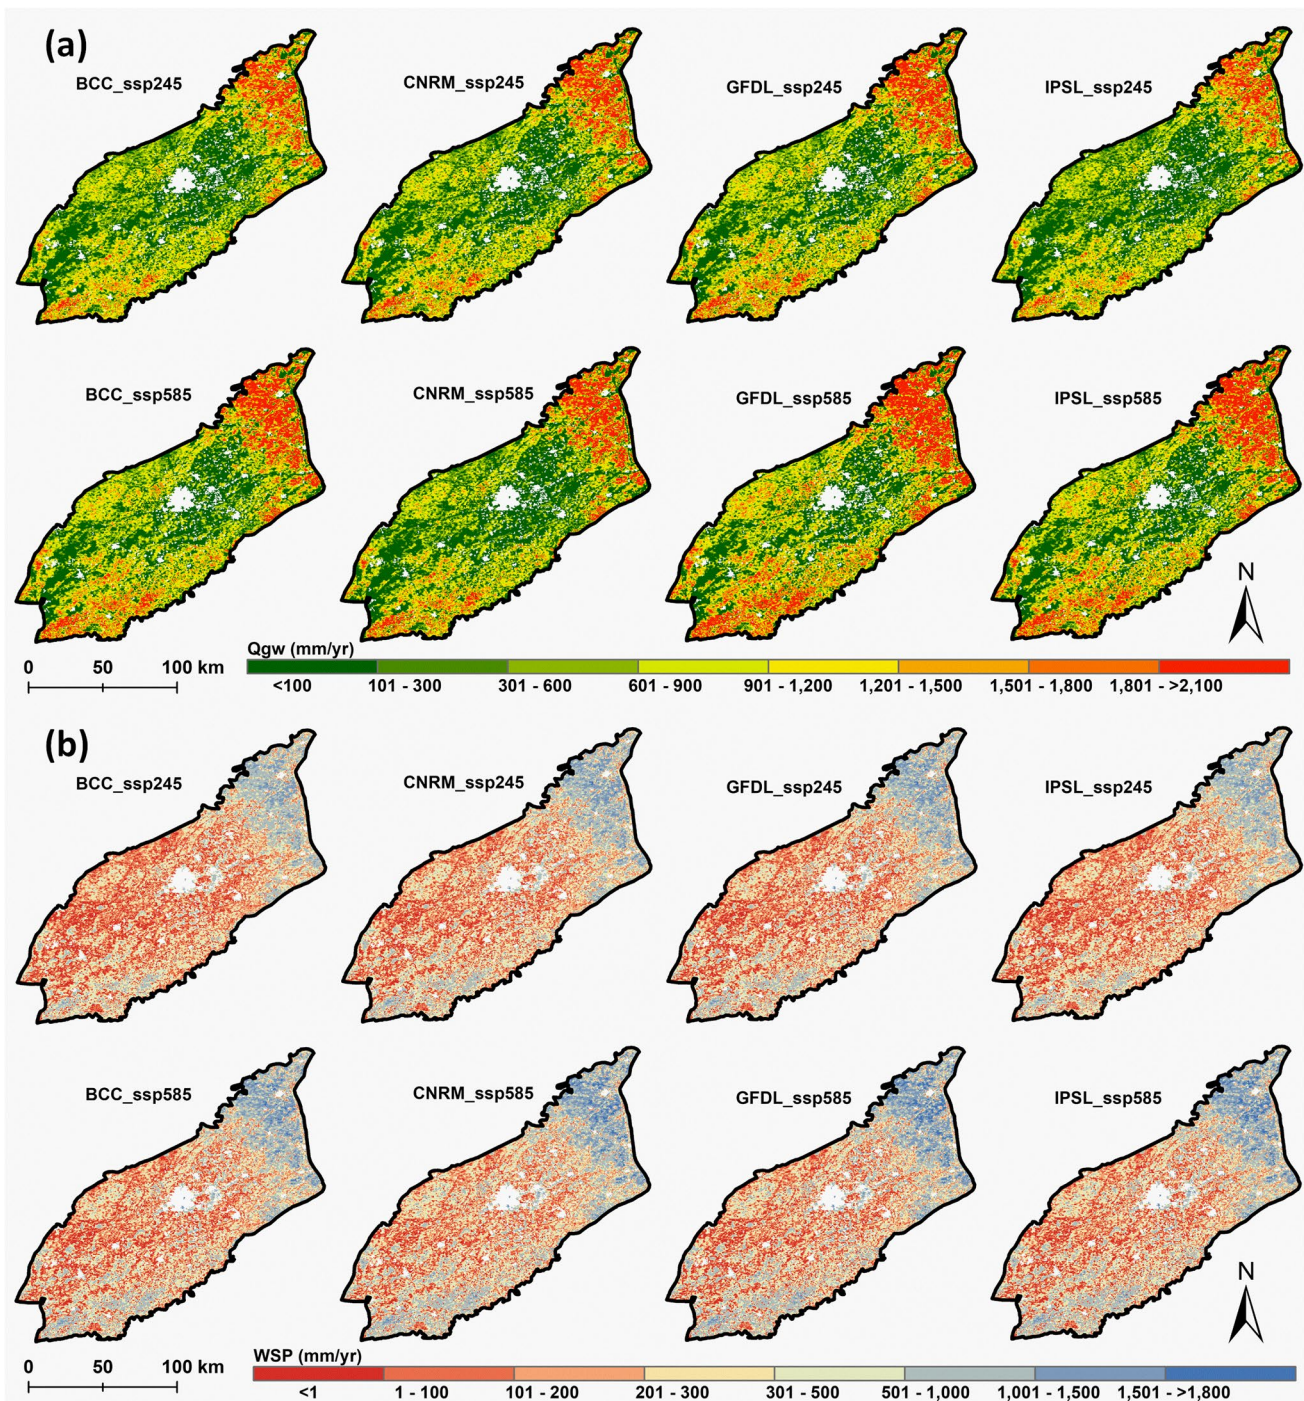 (a)
BCC_ssp245
CNRM_ssp245
GFDL_ssp245
IPSL_ssp245
BCC_ssp585
CNRM_ssp585
GFDL_ssp585
IPSL_ssp585
N
Qgw (mm/yr)
0 50 100 km
<100 101 - 300 301 - 600 601 - 900 901 - 1,200 1,201 - 1,500 1,501 - 1,800 1,801 - >2,100
(b)
BCC_ssp245
CNRM_ssp245
GFDL_ssp245
IPSL_ssp245
BCC_ssp585
CNRM_ssp585
GFDL_ssp585
IPSL_ssp585
N
WSP (mm/yr)
0 50 100 km
<1 1 - 100 101 - 200 201 - 300 301 - 500 501 - 1,000 1,001 - 1,500 1,501 - >1,800